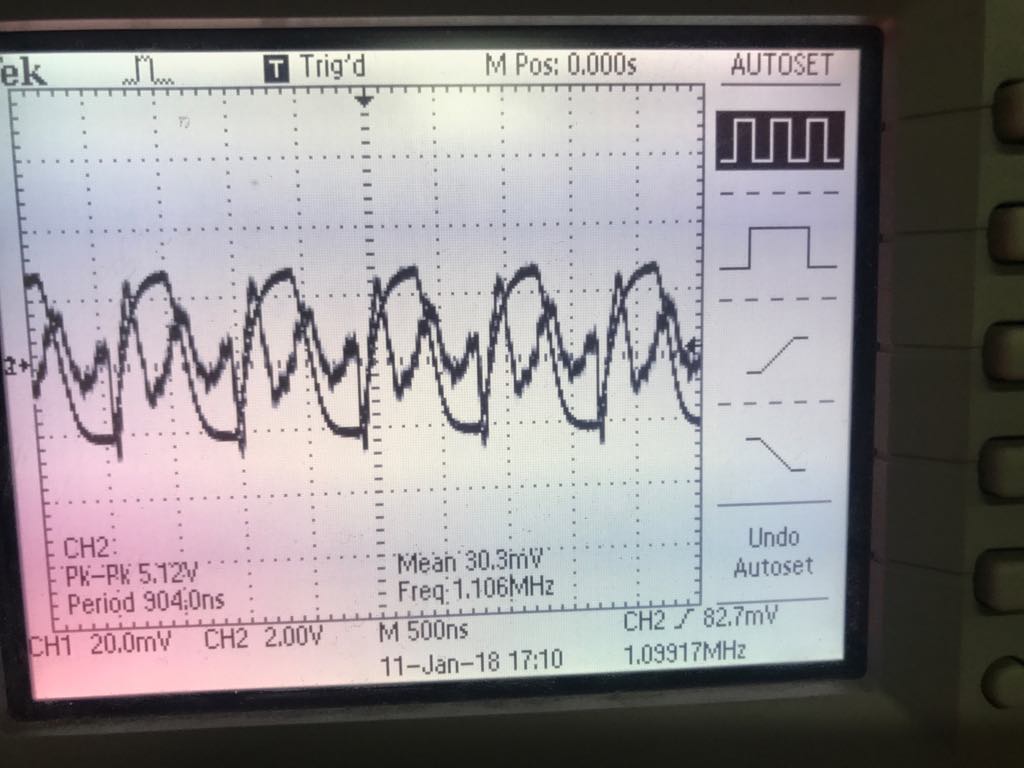 Tek
T Trig'd
M Pos: 0.000s
AUTOSET
2
CH2:
Pk-Pk 5.12V
Period 904.0ns
Mean 30.3mV
Freq 1.106MHz
Undo
Autoset
CH1 20.0mV
CH2 2.00V
M 500ns
CH2 82.7mV
11-Jan-18 17:10
1.09917MHz